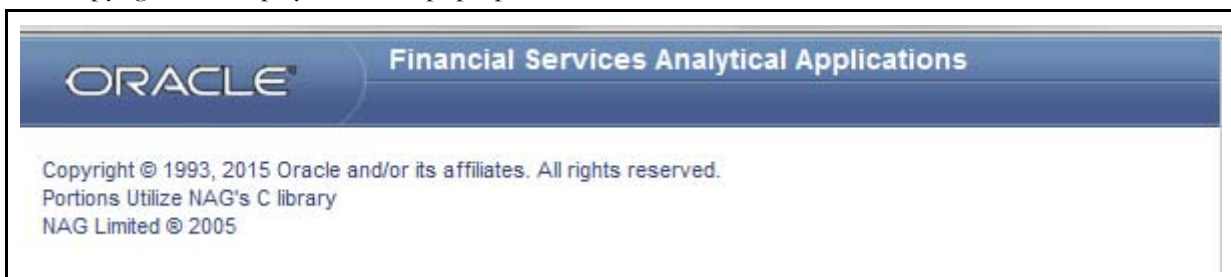 Financial Services Analytical Applications
ORACLE®
Copyright © 1993, 2015 Oracle and/or its affiliates. All rights reserved.
Portions Utilize NAG's C library
NAG Limited ® 2005